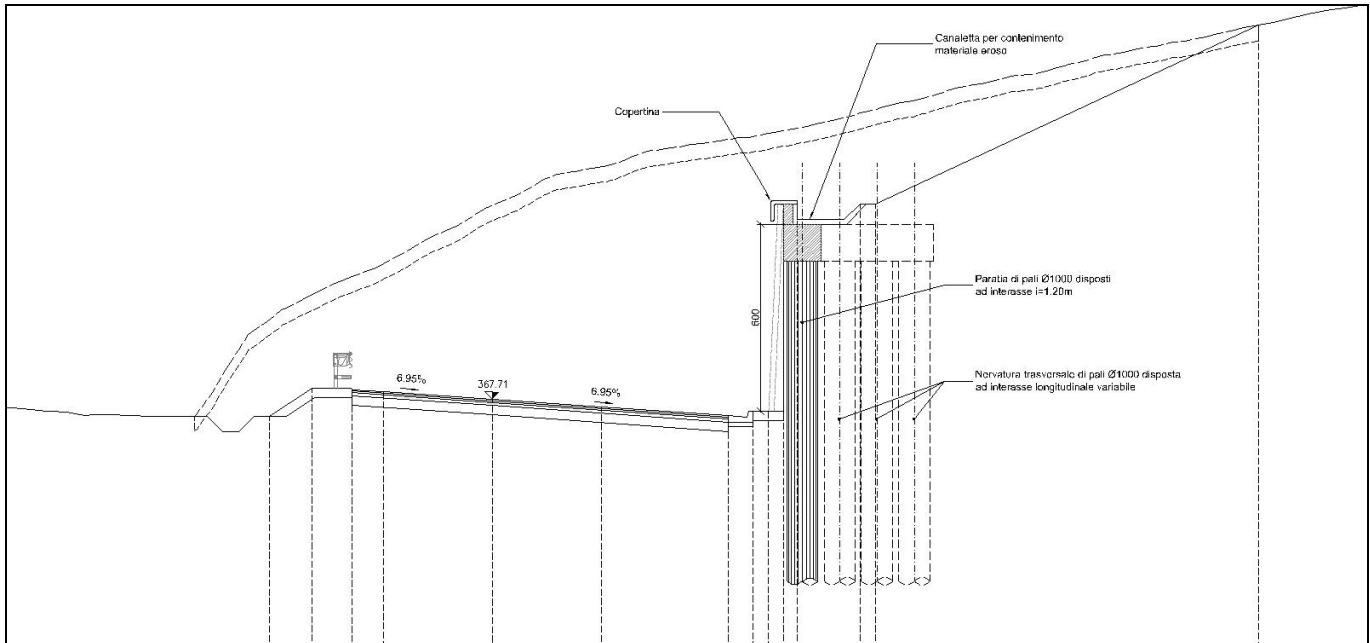 Canaletta per contenimento
materiale eroso
Copertina
Paratia di pali Ø1000 disposti
ad interasse i=1.20m
600
6.95%
367.71
6.95%
Nervatura trasversale di pali Ø1000 disposta
ad interasse longitudinale variabile